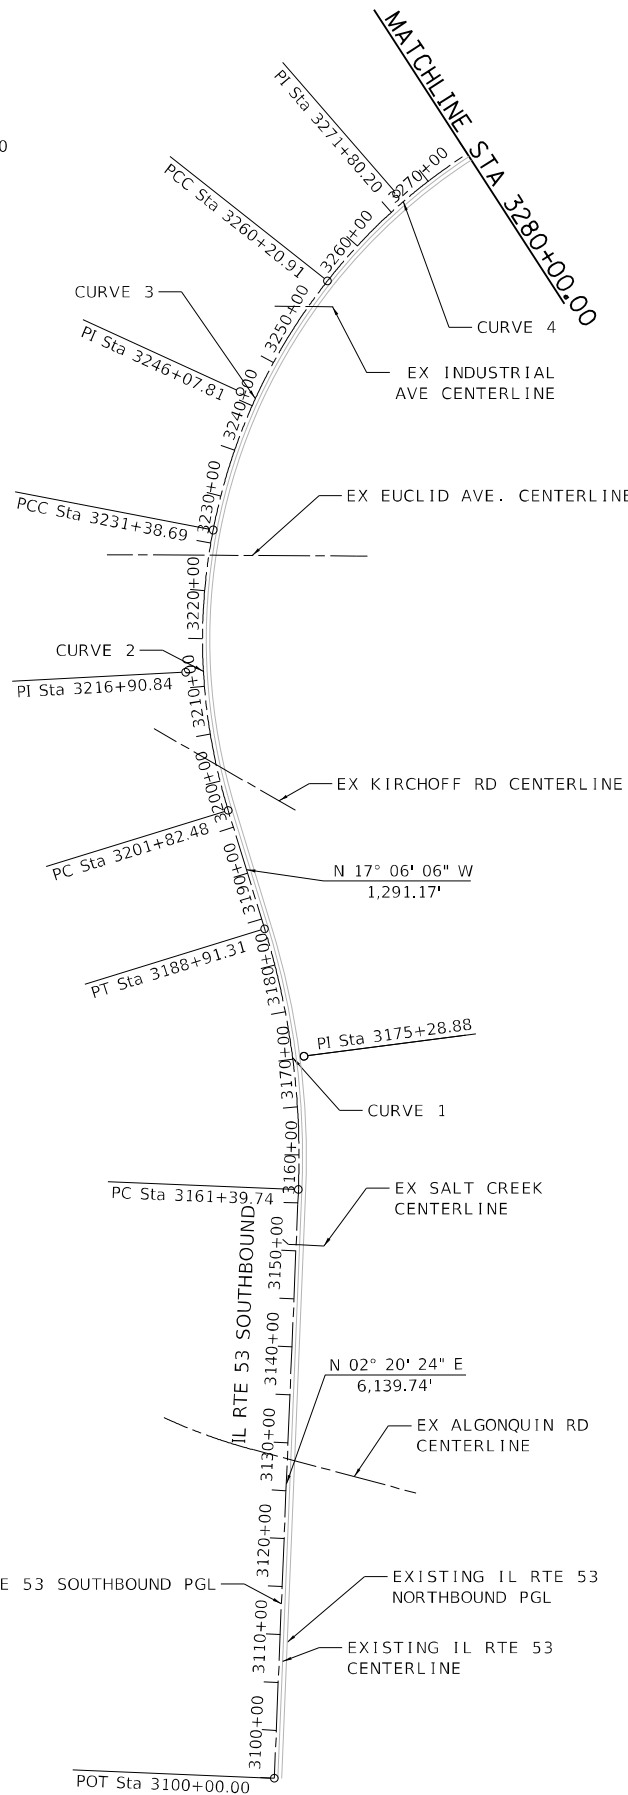 MATCHLINE STA 3280+00.00
PI Sta 3271+80.20
0
3270+00
PCC Sta 3260+20.91
3260+00
CURVE 3
3250+00
CURVE 4
PI Sta 3246+07.81
EX INDUSTRIAL
AVE CENTERLINE
3240+00
3230+00
PCC Sta 3231+38.69
EX EUCLID AVE. CENTERLINE
3220+00
CURVE 2
PI Sta 3216+90.84
3210+00
EX KIRCHOFF RD CENTERLINE
3200+00
PC Sta 3201+82.48
N 17° 06' 06" W
1,291.17'
3190+00
PT Sta 3188+91.31
3180+00
PI Sta 3175+28.88
3170+00
CURVE 1
3160+00
PC Sta 3161+39.74
EX SALT CREEK
CENTERLINE
3150+00
IL RTE 53 SOUTHBOUND
3140+00
N 02° 20' 24" E
6,139.74'
EX ALGONQUIN RD
CENTERLINE
3130+00
3120+00
E 53 SOUTHBOUND PGL
EXISTING IL RTE 53
NORTHBOUND PGL
3110+00
EXISTING IL RTE 53
CENTERLINE
3100+00
POT Sta 3100+00.00